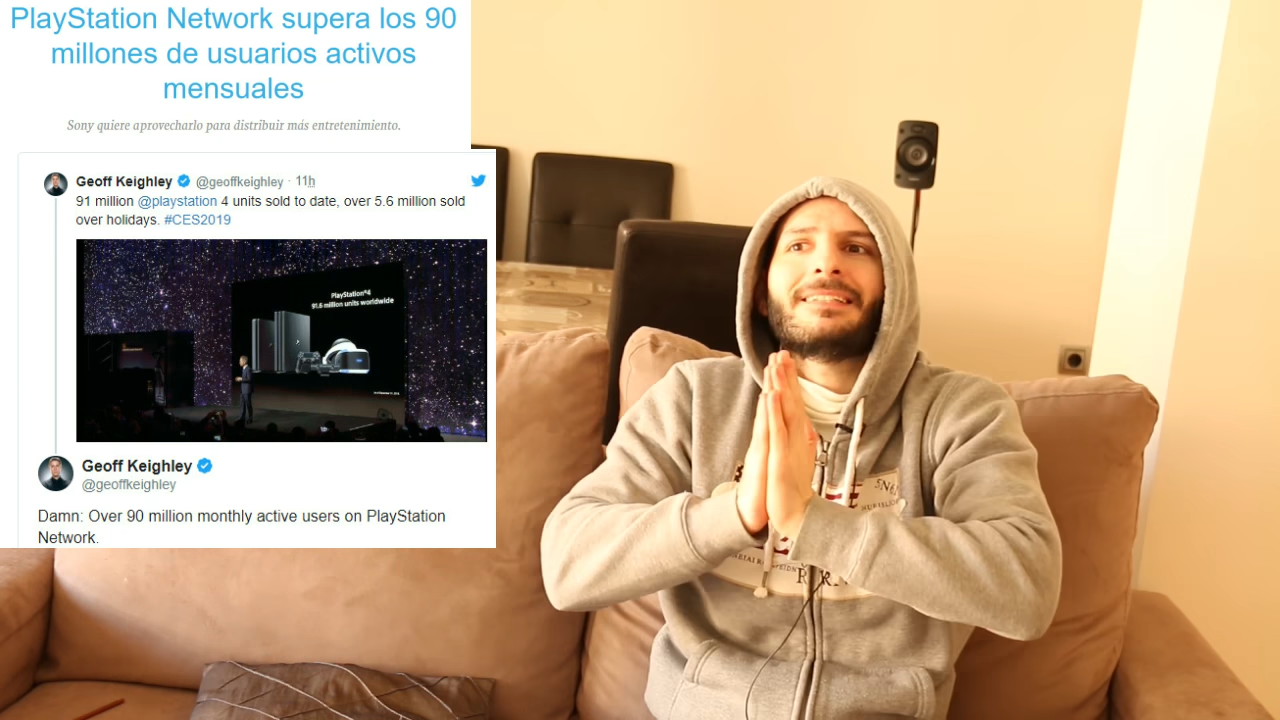 PlayStation Network supera los 90
millones de usuarios activos
mensuales
Sony quiere aprovecharlo para distribuir más entretenimiento.
Geoff Keighley @geoffkeighley · 11h
91 million @playstation 4 units sold to date, over 5.6 million sold
over holidays. #CES2019
PlayStation®4
91.6 million units worldwide
Geoff Keighley
@geoffkeighley
Damn: Over 90 million monthly active users on PlayStation
Network.